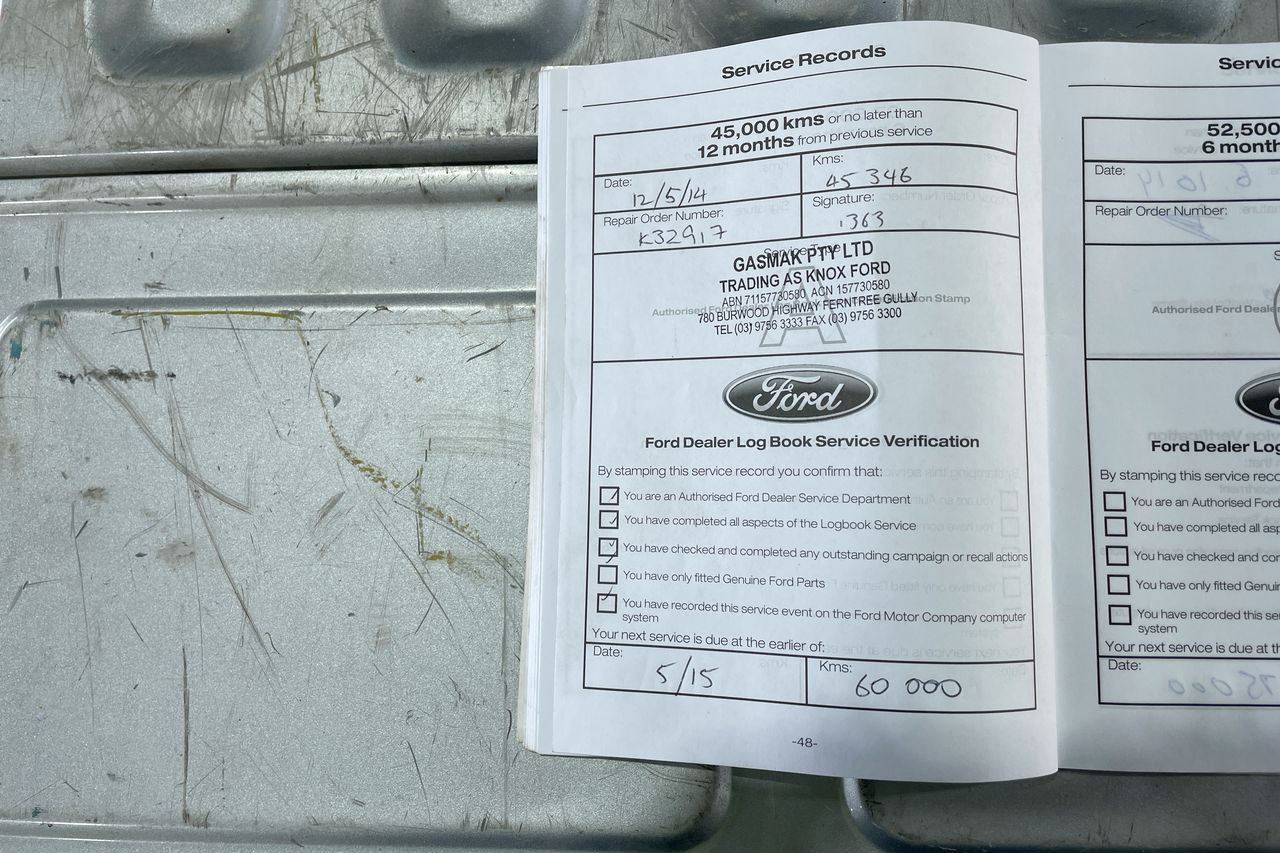 Service Records
45,000 kms or no later than
12 months from previous service
Date:
12/5/14
Kms:
45 346
Repair Order Number:
K32917
Signature:
1363
Service Type
GASMAK PTY LTD
TRADING AS KNOX FORD
ABN 71157730580 ACN 157730580
780 BURWOOD HIGHWAY FERNTREE GULLY
TEL (03) 9756 3333 FAX (03) 9756 3300
A
Authorised Ford Stamp
Ford
Ford Dealer Log Book Service Verification
By stamping this service record you confirm that:
You are an Authorised Ford Dealer Service Department
You have completed all aspects of the Logbook Service
You have checked and completed any outstanding campaign or recall actions
You have only fitted Genuine Ford Parts
You have recorded this service event on the Ford Motor Company computer
system
Your next service is due at the earlier of:
Date:
5/15
Kms:
60 000
-48-
Servic
52,500
6 month
Date:
Repair Order Number:
S
Authorised Ford Deale
Ford Dealer Log
By stamping this service reco
You are an Authorised Ford
You have completed all asp
You have checked and con
You have only fitted Genuin
You have recorded this se
system
Your next service is due at th
Date: